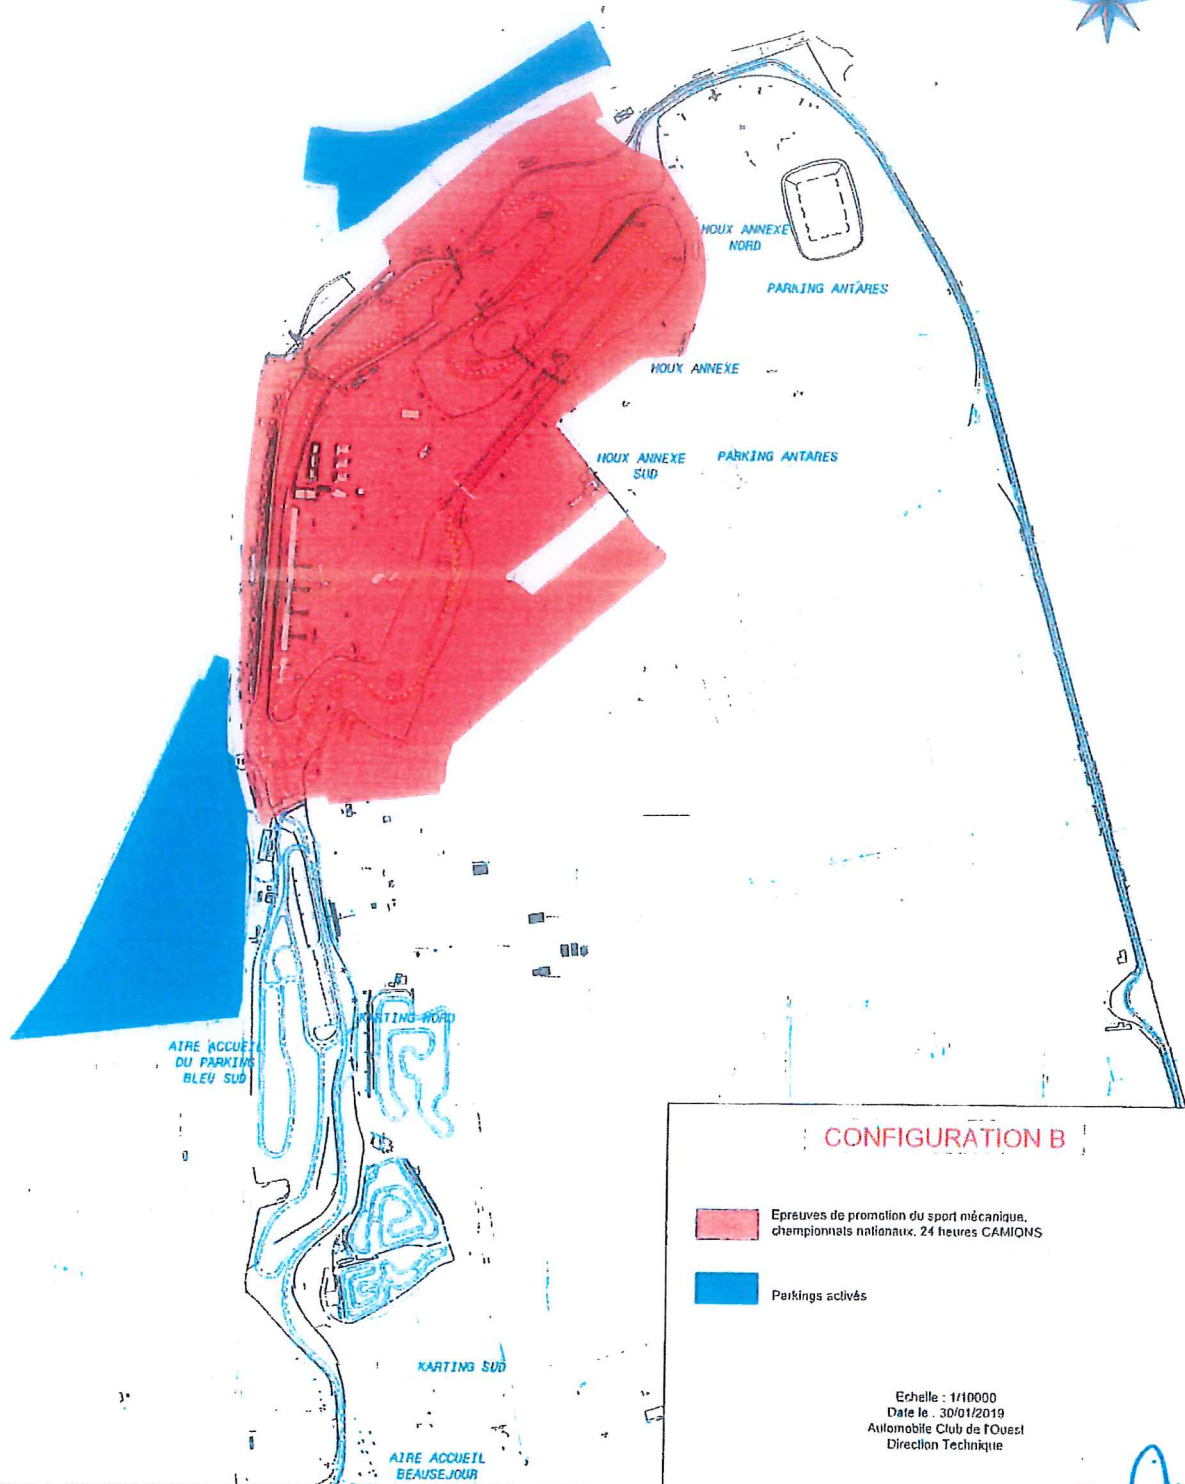 HOUX ANNEXE
NORD
PARKING ANTARES
HOUX ANNEXE
HOUX ANNEXE
SUD
PARKING ANTARES
KARTING NORD
AIRE ACCUEIL
DU PARKING
BLEU SUD
CONFIGURATION B
Epreuves de promotion du sport mécanique,
championnats nationaux, 24 heures CAMIONS
Parkings activés
KARTING SUD
Echelle : 1/10000
Date le : 30/01/2019
Automobile Club de l'Ouest
Direction Technique
AIRE ACCUEIL
BEAUSEJOUR